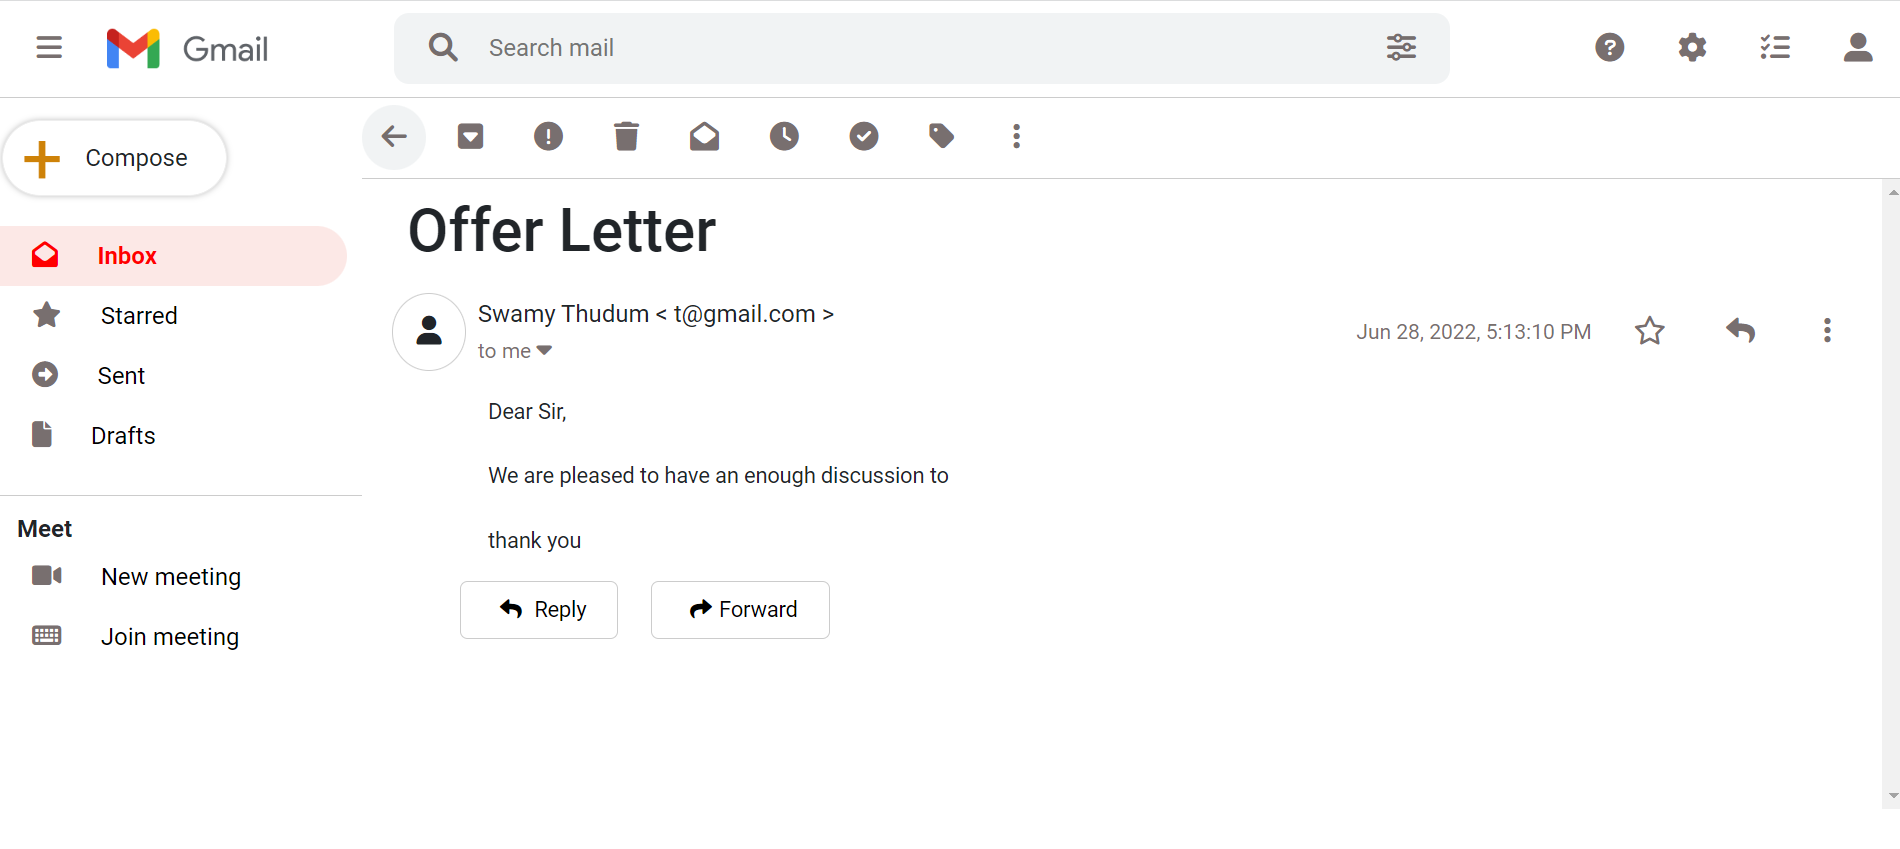 Gmail
Search mail
Compose
Inbox
Starred
Sent
Drafts
Meet
New meeting
Join meeting
Offer Letter
Swamy Thudum < t@gmail.com >
to me
Jun 28, 2022, 5:13:10 PM
Dear Sir,
We are pleased to have an enough discussion to
thank you
Reply
Forward